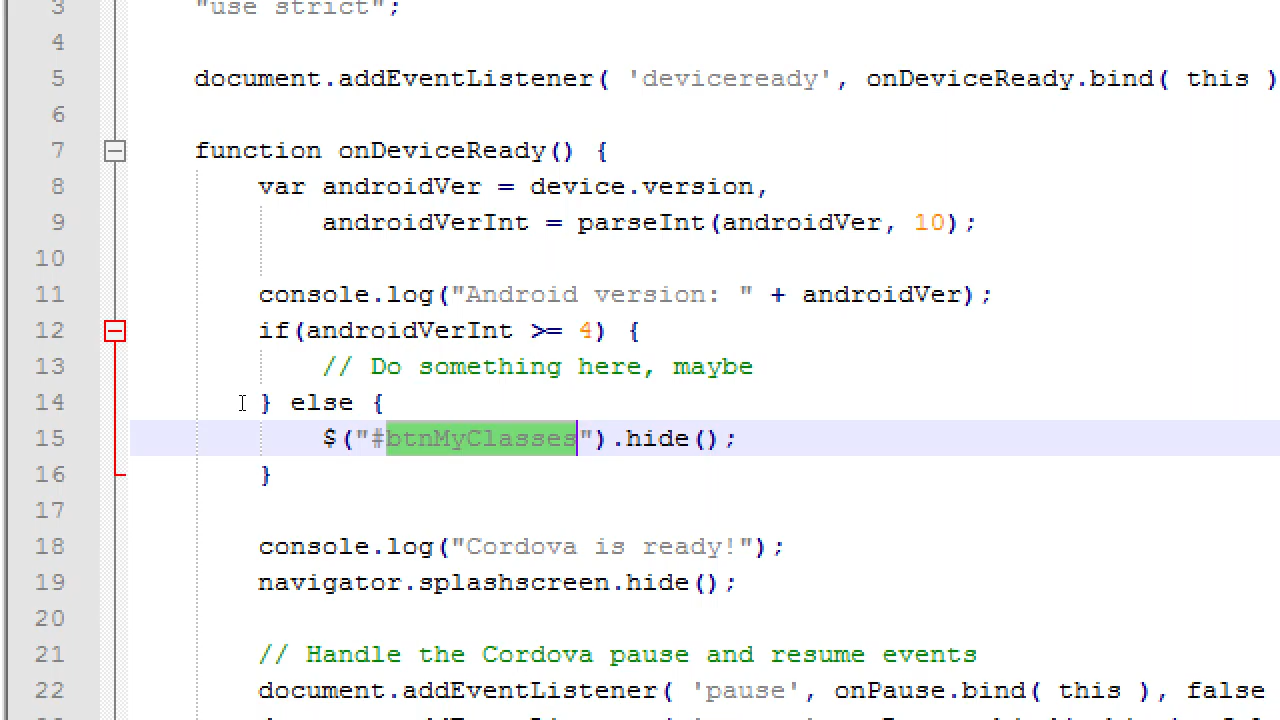 3 "use strict";
4
5 document.addEventListener( 'deviceready', onDeviceReady.bind( this )
6
7 function onDeviceReady() {
8 var androidVer = device.version,
9 androidVerInt = parseInt(androidVer, 10);
10
11 console.log("Android version: " + androidVer);
12 if(androidVerInt >= 4) {
13 // Do something here, maybe
14 } else {
15 $("#btnMyClasses").hide();
16 }
17
18 console.log("Cordova is ready!");
19 navigator.splashscreen.hide();
20
21 // Handle the Cordova pause and resume events
22 document.addEventListener( 'pause', onPause.bind( this ), false